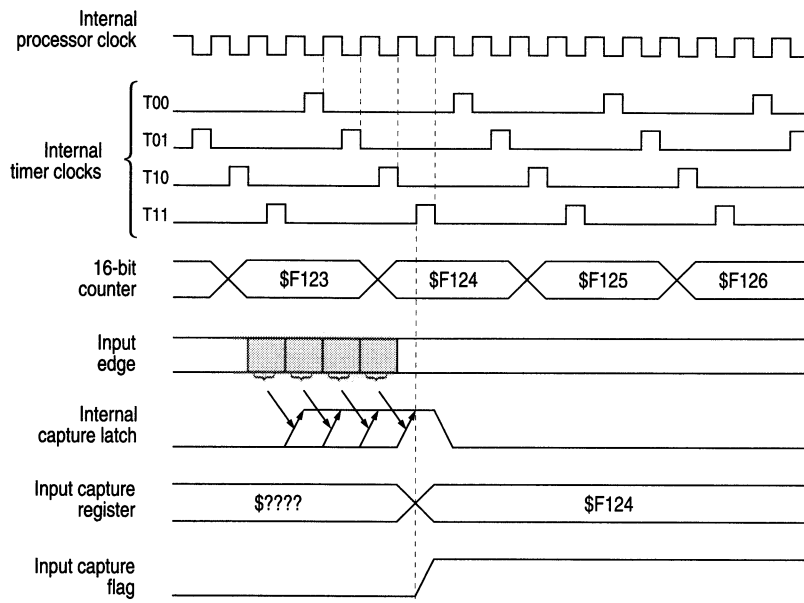 Internal
processor clock
Internal
timer clocks
T00
T01
T10
T11
16-bit
counter
$F123
$F124
$F125
$F126
Input
edge
Internal
capture latch
Input capture
register
$????
$F124
Input capture
flag